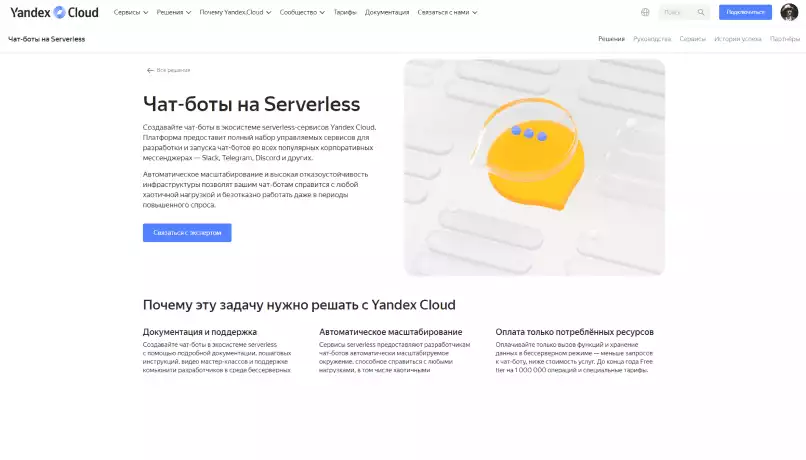 Yandex Cloud
Сервисы Решения Почему Yandex.Cloud Сообщество Тарифы Документация Связаться с нами
Поиск
Подключиться
Чат-боты на Serverless
Решения Руководства Сервисы История успеха Партнёры
Все решения
Чат-боты на Serverless
Создавайте чат-боты в экосистеме serverless-сервисов Yandex Cloud.
Платформа предоставит полный набор управляемых сервисов для
разработки и запуска чат-ботов во всех популярных корпоративных
мессенджерах — Slack, Telegram, Discord и других.
Автоматическое масштабирование и высокая отказоустойчивость
инфраструктуры позволят вашим чат-ботам справится с любой
хаотичной нагрузкой и безотказно работать даже в периоды
повышенного спроса.
Связаться с экспертом
Почему эту задачу нужно решать с Yandex Cloud
Документация и поддержка
Создавайте чат-боты в экосистеме serverless
с помощью подробной документации, пошаговых
инструкций, видео мастер-классов и поддержке
комьюнити разработчиков в среде бессерверных
Автоматическое масштабирование
Сервисы serverless предоставляют разработчикам
чат-ботов автоматически масштабируемое
окружение, способное справиться с любыми
нагрузками, в том числе хаотичными
Оплата только потреблённых ресурсов
Оплачивайте только вызов функций и хранение
данных в бессерверном режиме — меньше запросов
к чат-боту, ниже стоимость услуг. До конца года Free
tier на 1 000 000 операций и специальные тарифы.